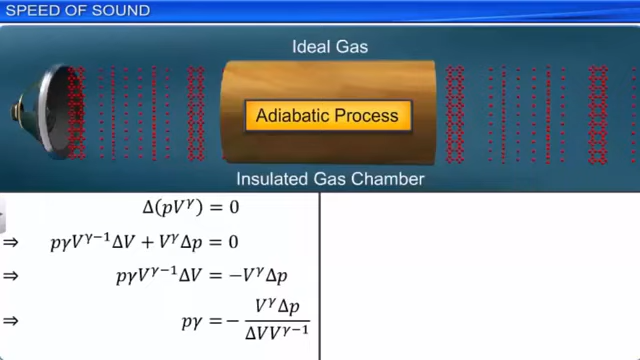 SPEED OF SOUND
Ideal Gas
Adiabatic Process
Insulated Gas Chamber
Δ(pV^γ) = 0
⇒ pγV^{γ−1}ΔV + V^γΔp = 0
⇒ pγV^{γ−1}ΔV = −V^γΔp
⇒ pγ = − \frac{V^γΔp}{ΔVV^{γ−1}}